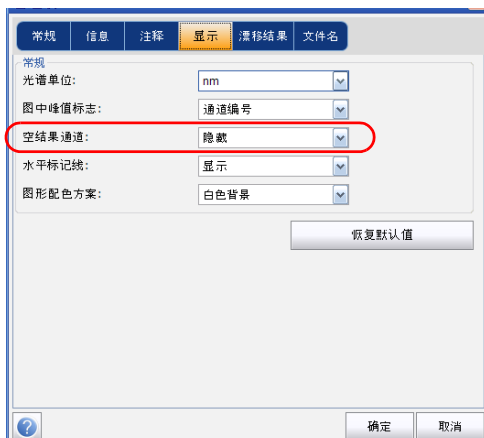 常规 信息 注释 显示 漂移结果 文件名
常规
光谱单位: nm
图中峰值标志: 通道编号
空结果通道: 隐藏
水平标记线: 显示
图形配色方案: 白色背景
恢复默认值
确定 取消